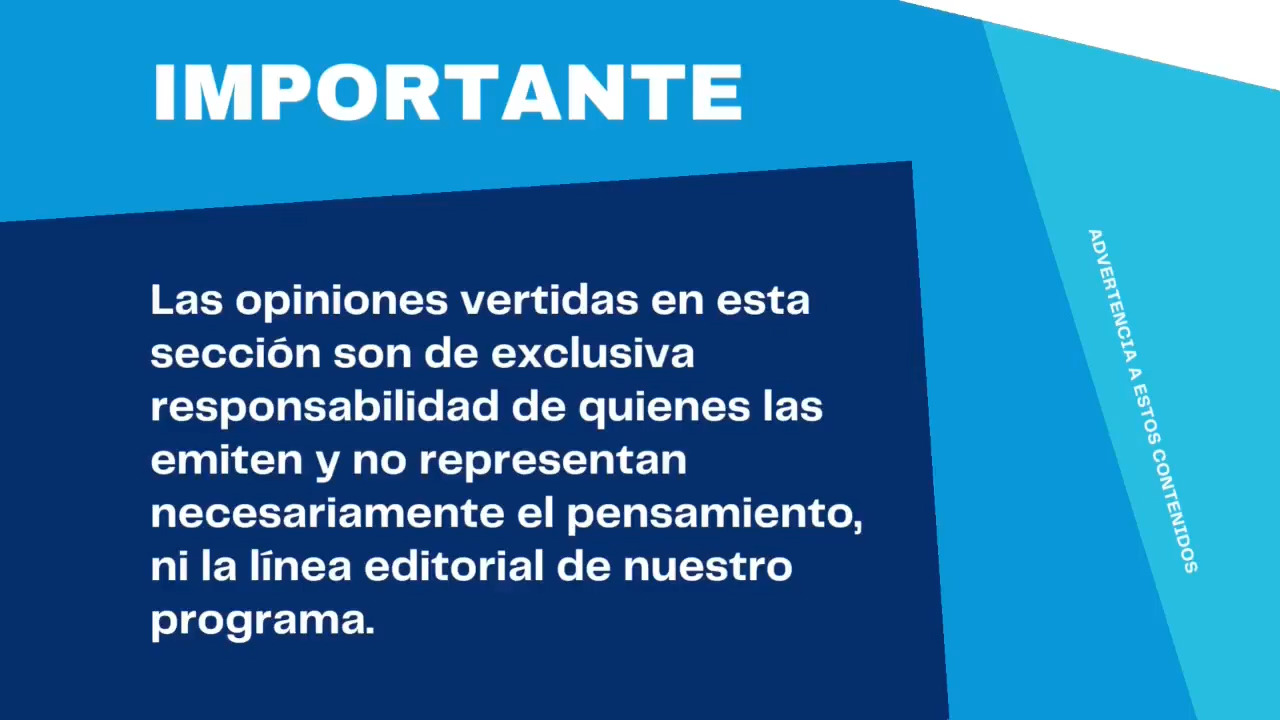 IMPORTANTE
Las opiniones vertidas en esta
sección son de exclusiva
responsabilidad de quienes las
emiten y no representan
necesariamente el pensamiento,
ni la línea editorial de nuestro
programa.
ADVERTENCIA A ESTOS CONTENIDOS